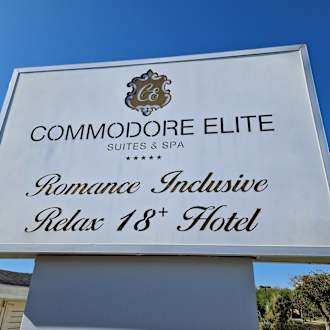 CE
COMMODORE ELITE
SUITES & SPA
★★★★★
Romance Inclusive
Relax 18+ Hotel